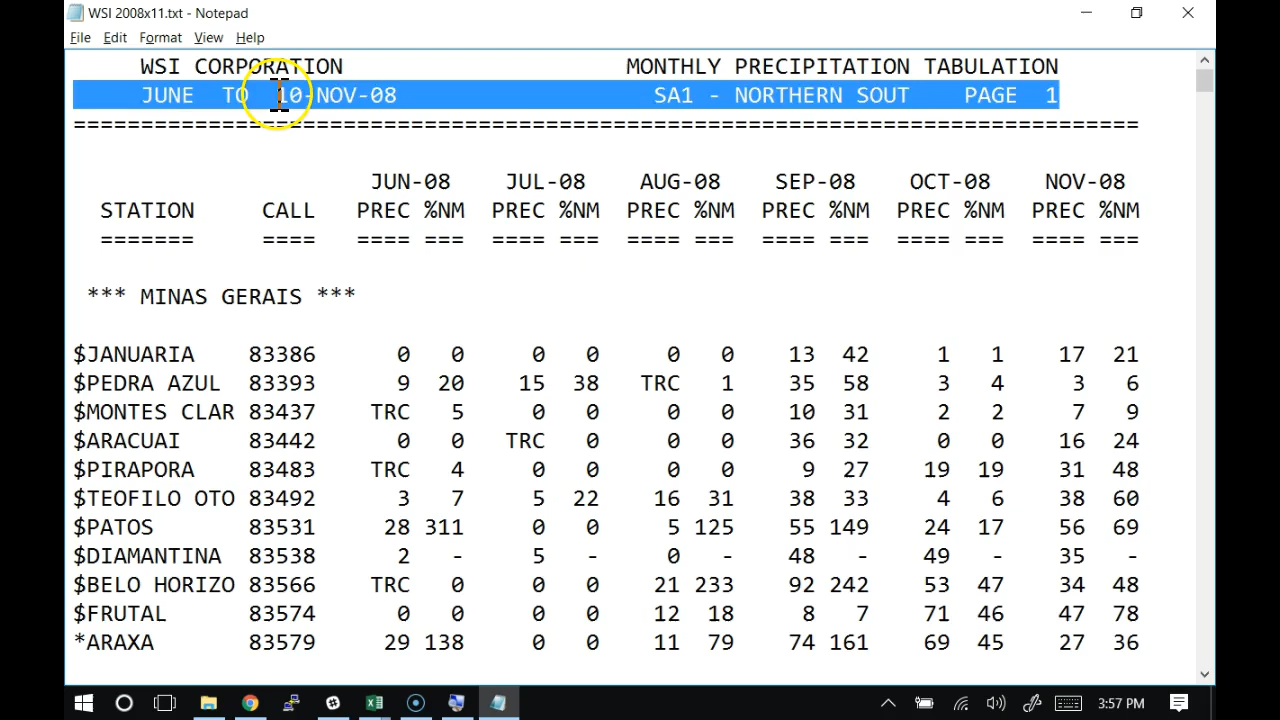 WSI 2008x11.txt - Notepad
File Edit Format View Help
WSI CORPORATION MONTHLY PRECIPITATION TABULATION
JUNE TO 10-NOV-08 SA1 - NORTHERN SOUT PAGE 1
===============================================================================
JUN-08 JUL-08 AUG-08 SEP-08 OCT-08 NOV-08
STATION CALL PREC %NM PREC %NM PREC %NM PREC %NM PREC %NM PREC %NM
======= ==== ==== === ==== === ==== === ==== === ==== === ==== ===
*** MINAS GERAIS ***
$JANUARIA 83386 0 0 0 0 0 0 13 42 1 1 17 21
$PEDRA AZUL 83393 9 20 15 38 TRC 1 35 58 3 4 3 6
$MONTES CLAR 83437 TRC 5 0 0 0 0 10 31 2 2 7 9
$ARACUAI 83442 0 0 TRC 0 0 0 36 32 0 0 16 24
$PIRAPORA 83483 TRC 4 0 0 0 0 9 27 19 19 31 48
$TEOFILO OTO 83492 3 7 5 22 16 31 38 33 4 6 38 60
$PATOS 83531 28 311 0 0 5 125 55 149 24 17 56 69
$DIAMANTINA 83538 2 - 5 - 0 - 48 - 49 - 35 -
$BELO HORIZO 83566 TRC 0 0 0 21 233 92 242 53 47 34 48
$FRUTAL 83574 0 0 0 0 12 18 8 7 71 46 47 78
*ARAXA 83579 29 138 0 0 11 79 74 161 69 45 27 36
3:57 PM